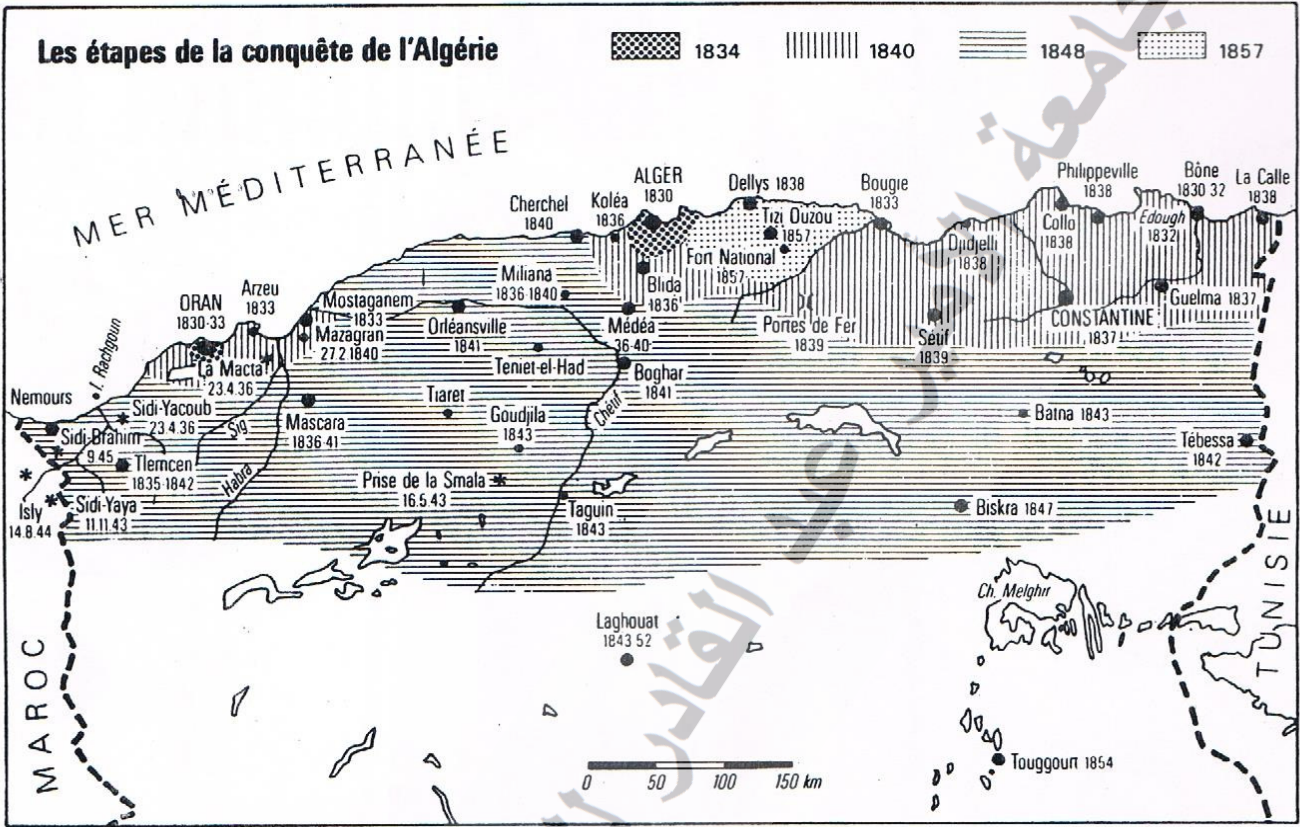 Les étapes de la conquête de l'Algérie
1834
1840
1848
1857
MER MÉDITERRANÉE
ALGER
1830
Dellys 1838
Bougie
1833
Philippeville
1838
Bône
1830 32
La Calle
1838
Cherchel
1840
Koléa
1836
Tizi Ouzou
1857
Fort National
1857
Djidjelli
1838
Collo
1838
Edough
1832
Miliana
1836 1840
Blida
1836
Guelma 1837
ORAN
1830-33
Arzeu
1833
Mostaganem
1833
Mazagran
27.2 1840
Orléansville
1841
Médéa
36-40
Portes de Fer
1839
Sétif
1839
CONSTANTINE
1837
I. Rachgoun
La Macta
23.4.36
Teniet-el-Had
Boghar
1841
Nemours
Sidi-Yacoub
23.4.36
Sig
Mascara
1836-41
Tiaret
Goudjila
1843
Chétif
Batna 1843
Sidi-Brahim
9 45
Tlemcen
1835-1842
Habra
Prise de la Smala
16.5.43
Tébessa
1842
Isly
14.8.44
Sidi-Yaya
11.11.43
Taguin
1843
Biskra 1847
Ch. Melghir
Laghouat
1843 52
MAROC
TUNISIE
0 50 100 150 km
Touggourt 1854
جامعة الأمير عبد القادر